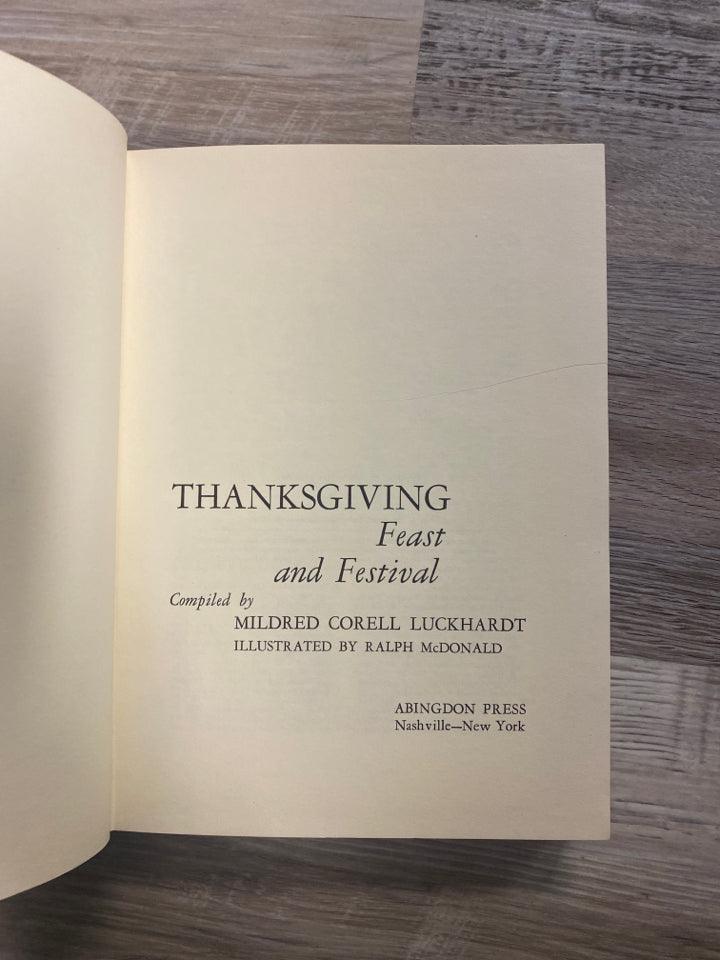 THANKSGIVING
Feast
and Festival
Compiled by
MILDRED CORELL LUCKHARDT
ILLUSTRATED BY RALPH McDONALD
ABINGDON PRESS
Nashville—New York